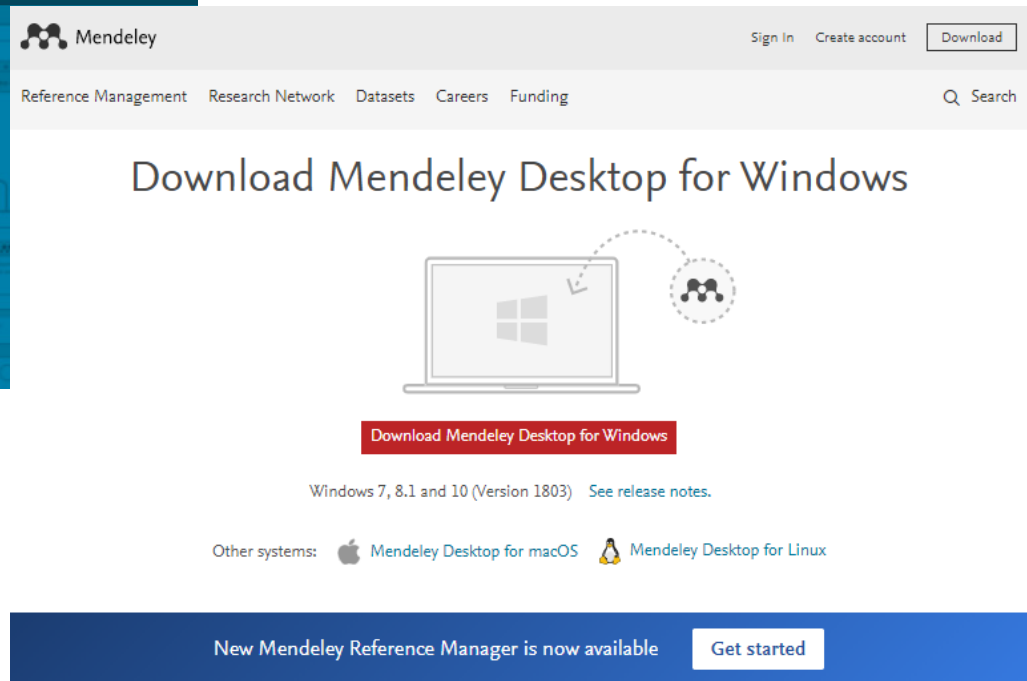 Mendeley
Sign In Create account Download
Reference Management Research Network Datasets Careers Funding Search
Download Mendeley Desktop for Windows
Download Mendeley Desktop for Windows
Windows 7, 8.1 and 10 (Version 1803) See release notes.
Other systems: Mendeley Desktop for macOS Mendeley Desktop for Linux
New Mendeley Reference Manager is now available Get started